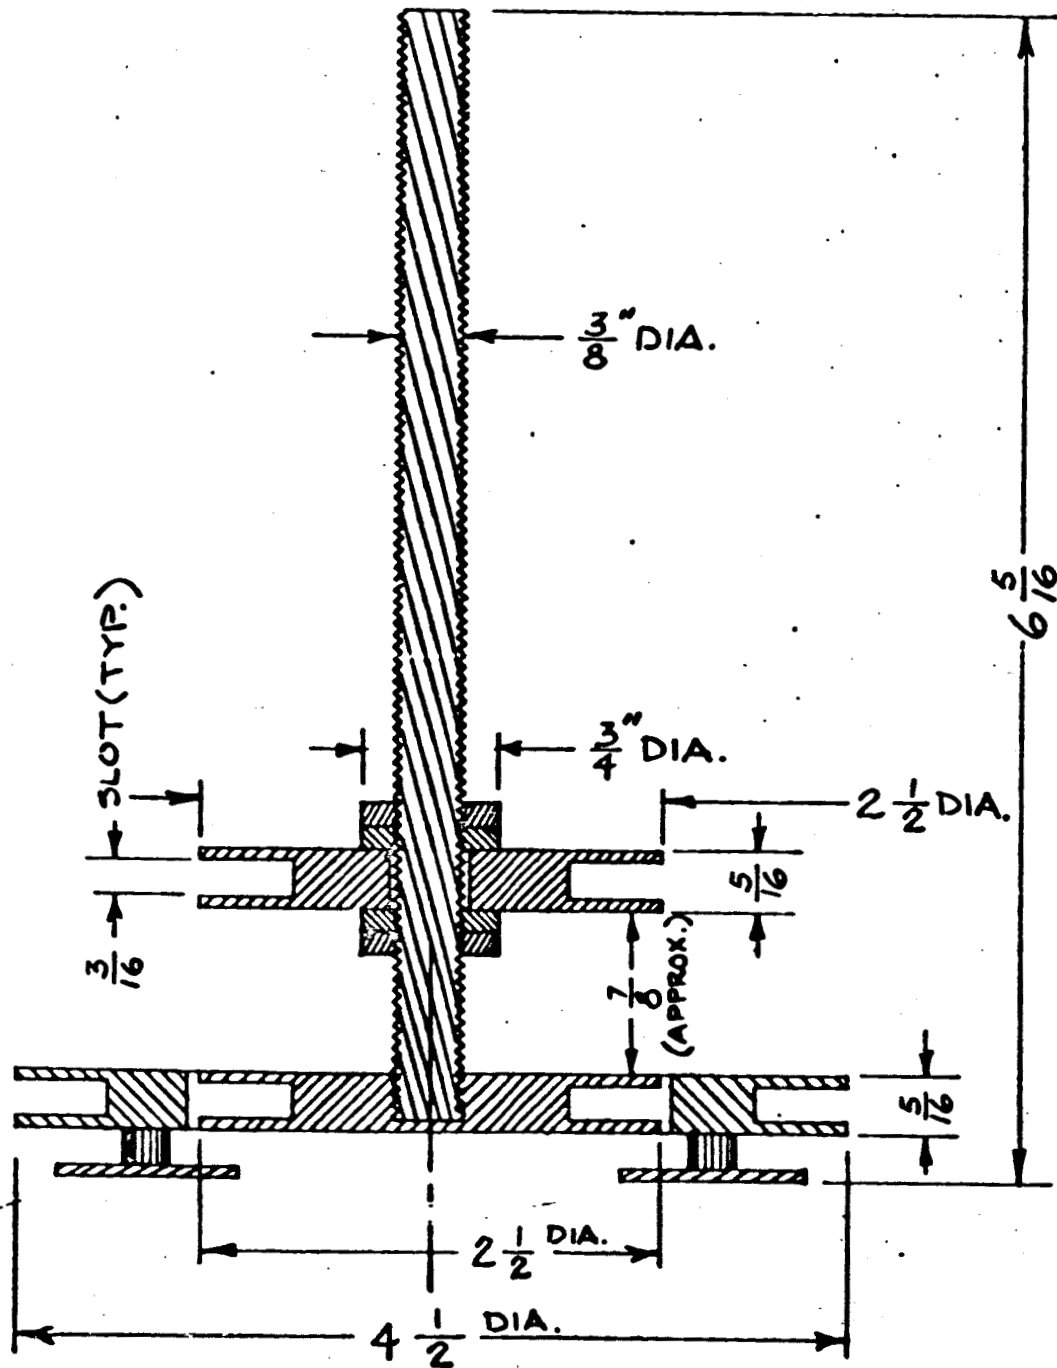 3/8" DIA.
6 5/16
SLOT (TYP.)
3/4" DIA.
2 1/2 DIA.
5/16
3/16
7/8
(APPROX.)
5/16
2 1/2 DIA.
4 1/2 DIA.